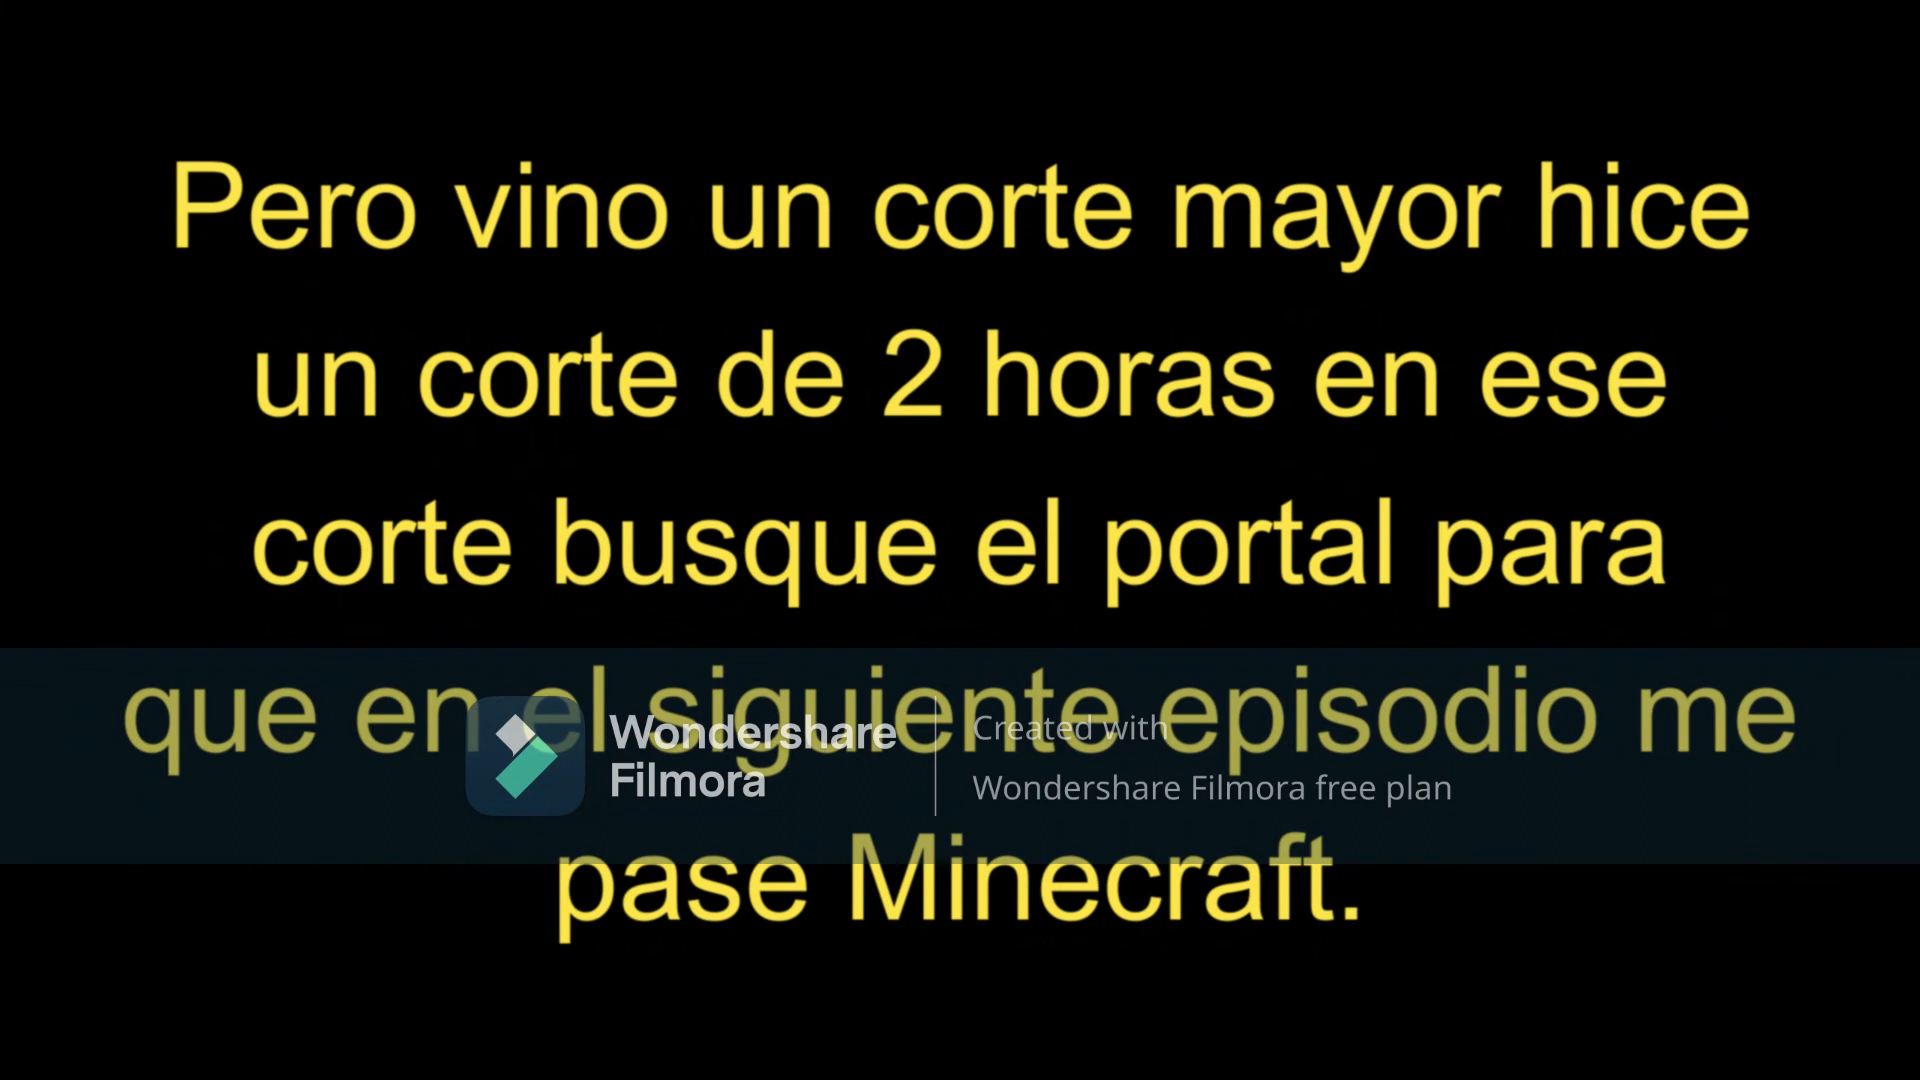 Pero vino un corte mayor hice
un corte de 2 horas en ese
corte busque el portal para
que en el siguiente episodio me
Wondershare
Filmora
Created with
Wondershare Filmora free plan
pase Minecraft.